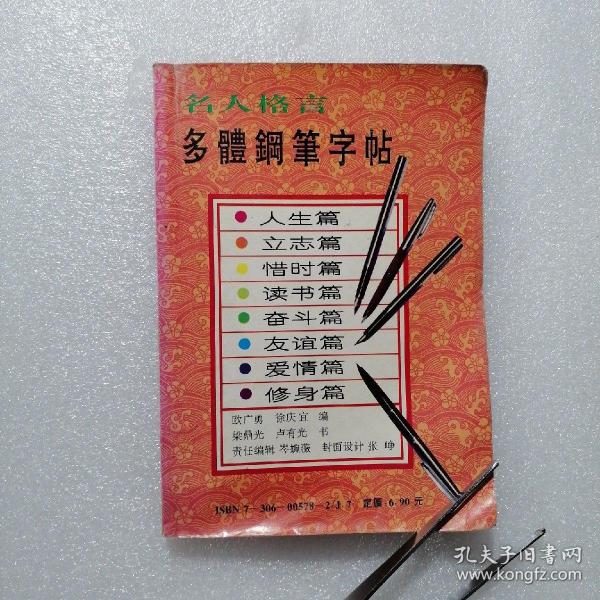 名人格言
多體鋼筆字帖
人生篇
立志篇
惜时篇
读书篇
奋斗篇
友谊篇
爱情篇
修身篇
欧广勇 徐庆宜 编
梁鼎光 卢有光 书
责任编辑 岑婉薇 封面设计 张 峥
ISBN 7—306—00578—2/J·7 定價:6.90元
孔夫子旧书网
www.kongfz.com